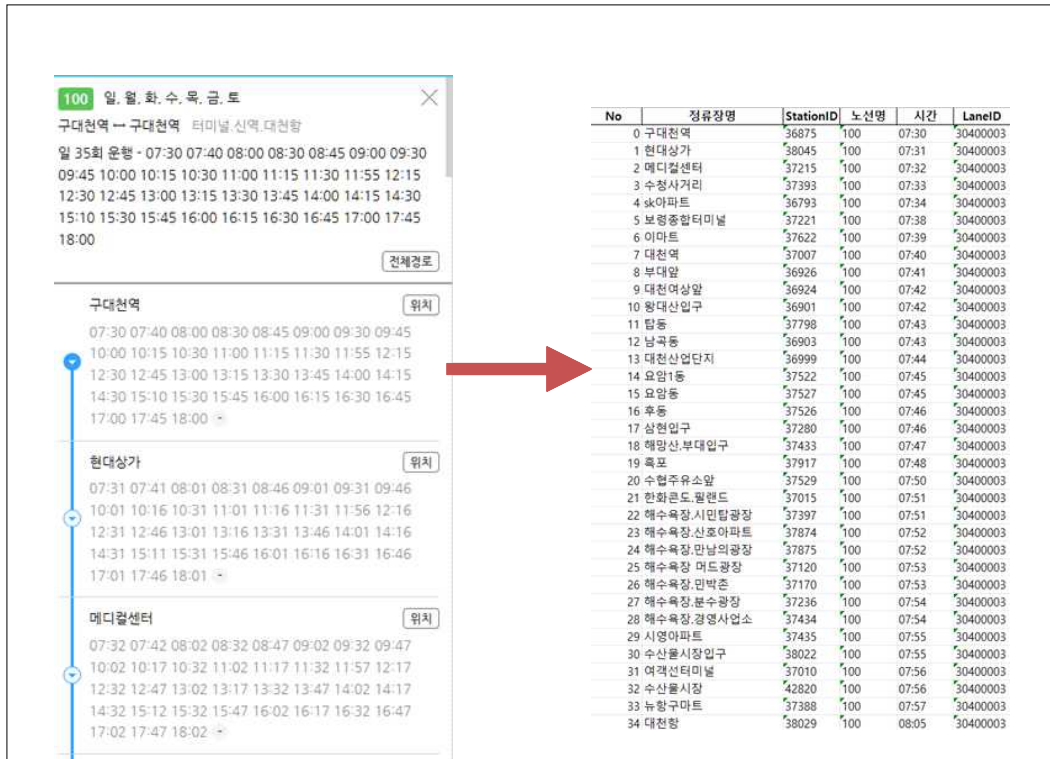 100 일, 월, 화, 수, 목, 금, 토
구대천역 ↔ 구대천역 터미널.신역.대천항
일 35회 운행 - 07:30 07:40 08:00 08:30 08:45 09:00 09:30
09:45 10:00 10:15 10:30 11:00 11:15 11:30 11:55 12:15
12:30 12:45 13:00 13:15 13:30 13:45 14:00 14:15 14:30
15:10 15:30 15:45 16:00 16:15 16:30 16:45 17:00 17:45
18:00
전체경로
구대천역 위치
07:30 07:40 08:00 08:30 08:45 09:00 09:30 09:45
10:00 10:15 10:30 11:00 11:15 11:30 11:55 12:15
12:30 12:45 13:00 13:15 13:30 13:45 14:00 14:15
14:30 15:10 15:30 15:45 16:00 16:15 16:30 16:45
17:00 17:45 18:00 -
현대상가 위치
07:31 07:41 08:01 08:31 08:46 09:01 09:31 09:46
10:01 10:16 10:31 11:01 11:16 11:31 11:56 12:16
12:31 12:46 13:01 13:16 13:31 13:46 14:01 14:16
14:31 15:11 15:31 15:46 16:01 16:16 16:31 16:46
17:01 17:46 18:01 -
메디컬센터 위치
07:32 07:42 08:02 08:32 08:47 09:02 09:32 09:47
10:02 10:17 10:32 11:02 11:17 11:32 11:57 12:17
12:32 12:47 13:02 13:17 13:32 13:47 14:02 14:17
14:32 15:12 15:32 15:47 16:02 16:17 16:32 16:47
17:02 17:47 18:02 -
No 정류장명 StationID 노선명 시간 LaneID
0 구대천역 36875 100 07:30 30400003
1 현대상가 38045 100 07:31 30400003
2 메디컬센터 37215 100 07:32 30400003
3 수청사거리 37393 100 07:33 30400003
4 sk아파트 36793 100 07:34 30400003
5 보령종합터미널 37221 100 07:38 30400003
6 이마트 37622 100 07:39 30400003
7 대천역 37007 100 07:40 30400003
8 부대앞 36926 100 07:41 30400003
9 대천여상앞 36924 100 07:42 30400003
10 왕대산입구 36901 100 07:42 30400003
11 탑동 37798 100 07:43 30400003
12 남곡동 36903 100 07:43 30400003
13 대천산업단지 36999 100 07:44 30400003
14 요암1동 37522 100 07:45 30400003
15 요암동 37527 100 07:45 30400003
16 후동 37526 100 07:46 30400003
17 삼현입구 37280 100 07:46 30400003
18 해망산.부대입구 37433 100 07:47 30400003
19 흑포 37917 100 07:48 30400003
20 수협주유소앞 37529 100 07:50 30400003
21 한화콘도.필랜드 37015 100 07:51 30400003
22 해수욕장.시민탑광장 37397 100 07:51 30400003
23 해수욕장.산호아파트 37874 100 07:52 30400003
24 해수욕장.만남의광장 37875 100 07:52 30400003
25 해수욕장 머드광장 37120 100 07:53 30400003
26 해수욕장.민박촌 37170 100 07:53 30400003
27 해수욕장.분수광장 37236 100 07:54 30400003
28 해수욕장.경영사업소 37434 100 07:54 30400003
29 시영아파트 37435 100 07:55 30400003
30 수산물시장입구 38022 100 07:55 30400003
31 여객선터미널 37010 100 07:56 30400003
32 수산물시장 42820 100 07:56 30400003
33 뉴항구마트 37388 100 07:57 30400003
34 대천항 38029 100 08:05 30400003